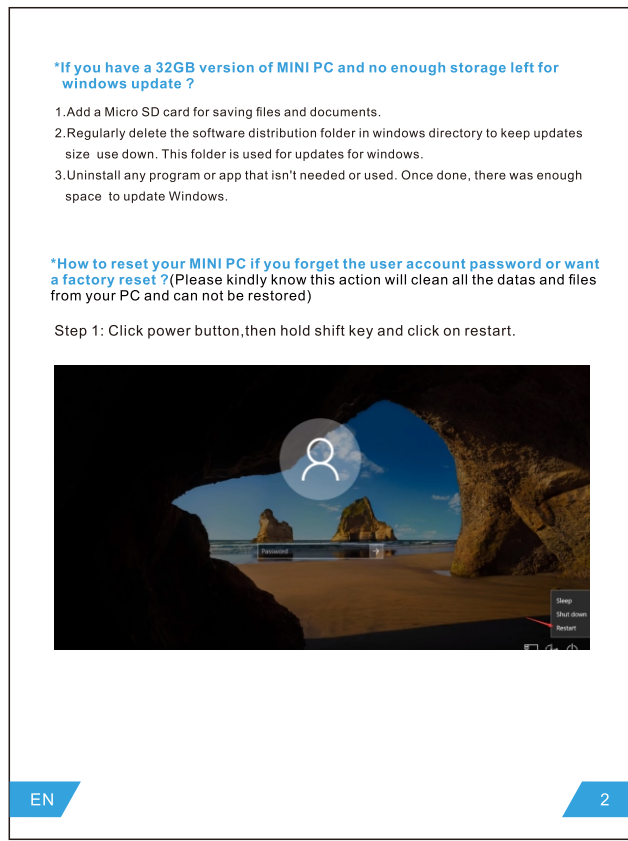 *If you have a 32GB version of MINI PC and no enough storage left for
windows update ?
1.Add a Micro SD card for saving files and documents.
2.Regularly delete the software distribution folder in windows directory to keep updates
size use down. This folder is used for updates for windows.
3.Uninstall any program or app that isn't needed or used. Once done, there was enough
space to update Windows.
*How to reset your MINI PC if you forget the user account password or want
a factory reset ?(Please kindly know this action will clean all the datas and files
from your PC and can not be restored)
Step 1: Click power button,then hold shift key and click on restart.
Password
Sleep
Shut down
Restart
EN
2